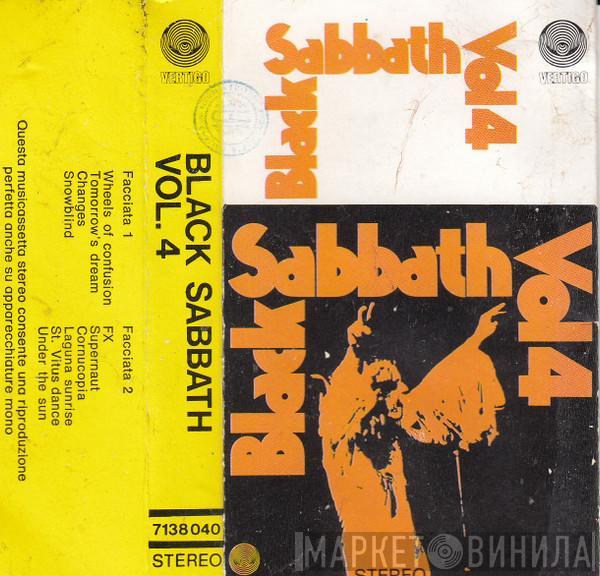 VERTIGO
BLACK SABBATH
VOL. 4
Facciata 1
Wheels of confusion
Tomorrow's dream
Changes
Snowblind
Facciata 2
FX
Supernaut
Cornucopia
Laguna sunrise
St. Vitus dance
Under the sun
Questa musicassetta stereo consente una riproduzione
perfetta anche su apparecchiature mono
7138040
STEREO
Black Sabbath Vol 4
VERTIGO
Black Sabbath Vol 4
STEREO
МАРКЕТ ВИНИЛА